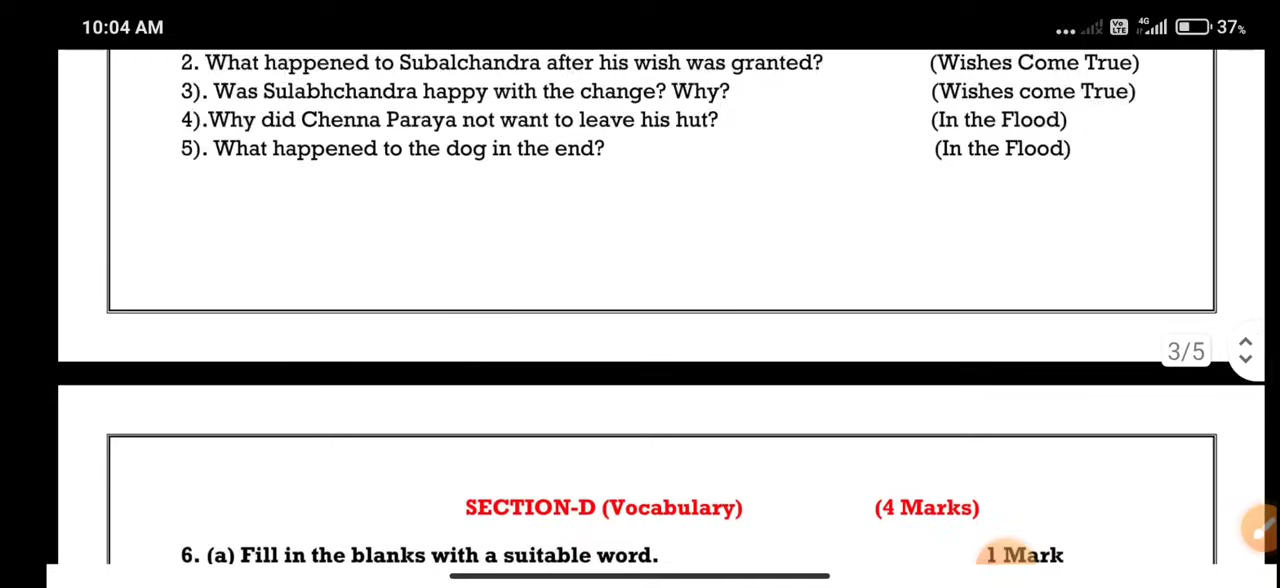 10:04 AM
Vo LTE 4G 37%
2. What happened to Subalchandra after his wish was granted? (Wishes Come True)
3). Was Sulabhchandra happy with the change? Why? (Wishes come True)
4).Why did Chenna Paraya not want to leave his hut? (In the Flood)
5). What happened to the dog in the end? (In the Flood)
3/5
SECTION-D (Vocabulary) (4 Marks)
6. (a) Fill in the blanks with a suitable word. 1 Mark